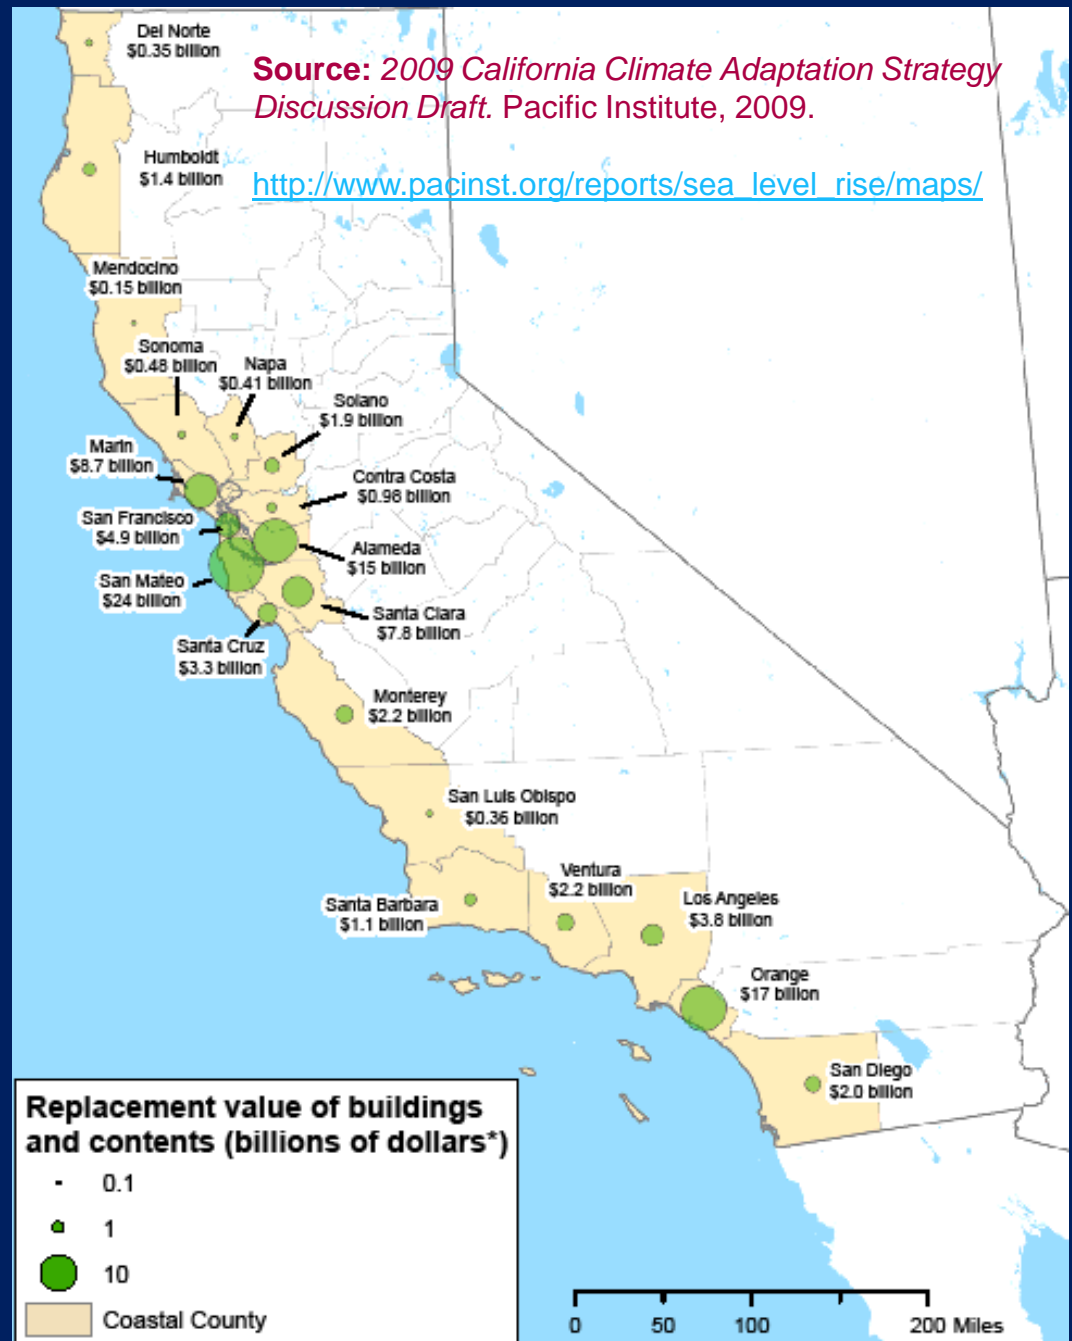 Del Norte
$0.35 billion
Source: 2009 California Climate Adaptation Strategy
Discussion Draft. Pacific Institute, 2009.
Humboldt
$1.4 billion
http://www.pacinst.org/reports/sea_level_rise/maps/
Mendocino
$0.15 billion
Sonoma
$0.48 billion
Napa
$0.41 billion
Solano
$1.9 billion
Marin
$8.7 billion
Contra Costa
$0.98 billion
San Francisco
$4.9 billion
Alameda
$15 billion
San Mateo
$24 billion
Santa Clara
$7.8 billion
Santa Cruz
$3.3 billion
Monterey
$2.2 billion
San Luis Obispo
$0.36 billion
Ventura
$2.2 billion
Santa Barbara
$1.1 billion
Los Angeles
$3.8 billion
Orange
$17 billion
San Diego
$2.0 billion
Replacement value of buildings
and contents (billions of dollars*)
0.1
1
10
Coastal County
0 50 100 200 Miles